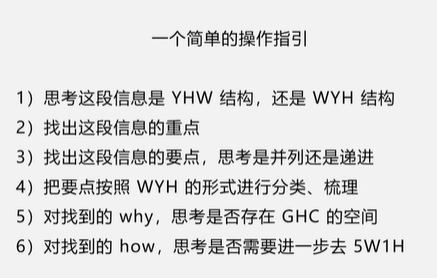 一个简单的操作指引
1）思考这段信息是 YHW 结构，还是 WYH 结构
2）找出这段信息的重点
3）找出这段信息的要点，思考是并列还是递进
4）把要点按照 WYH 的形式进行分类、梳理
5）对找到的 why，思考是否存在 GHC 的空间
6）对找到的 how，思考是否需要进一步去 5W1H